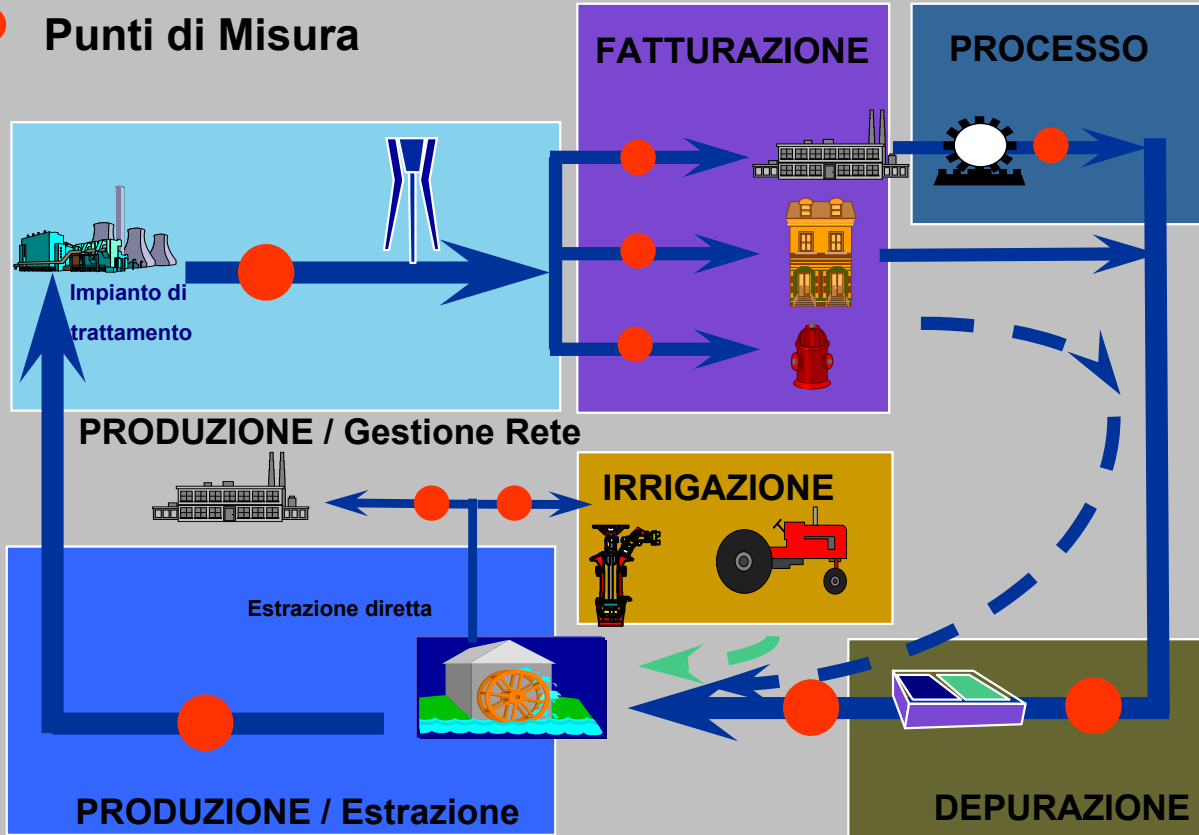 Punti di Misura
FATTURAZIONE
PROCESSO
Impianto di
trattamento
PRODUZIONE / Gestione Rete
IRRIGAZIONE
Estrazione diretta
PRODUZIONE / Estrazione
DEPURAZIONE